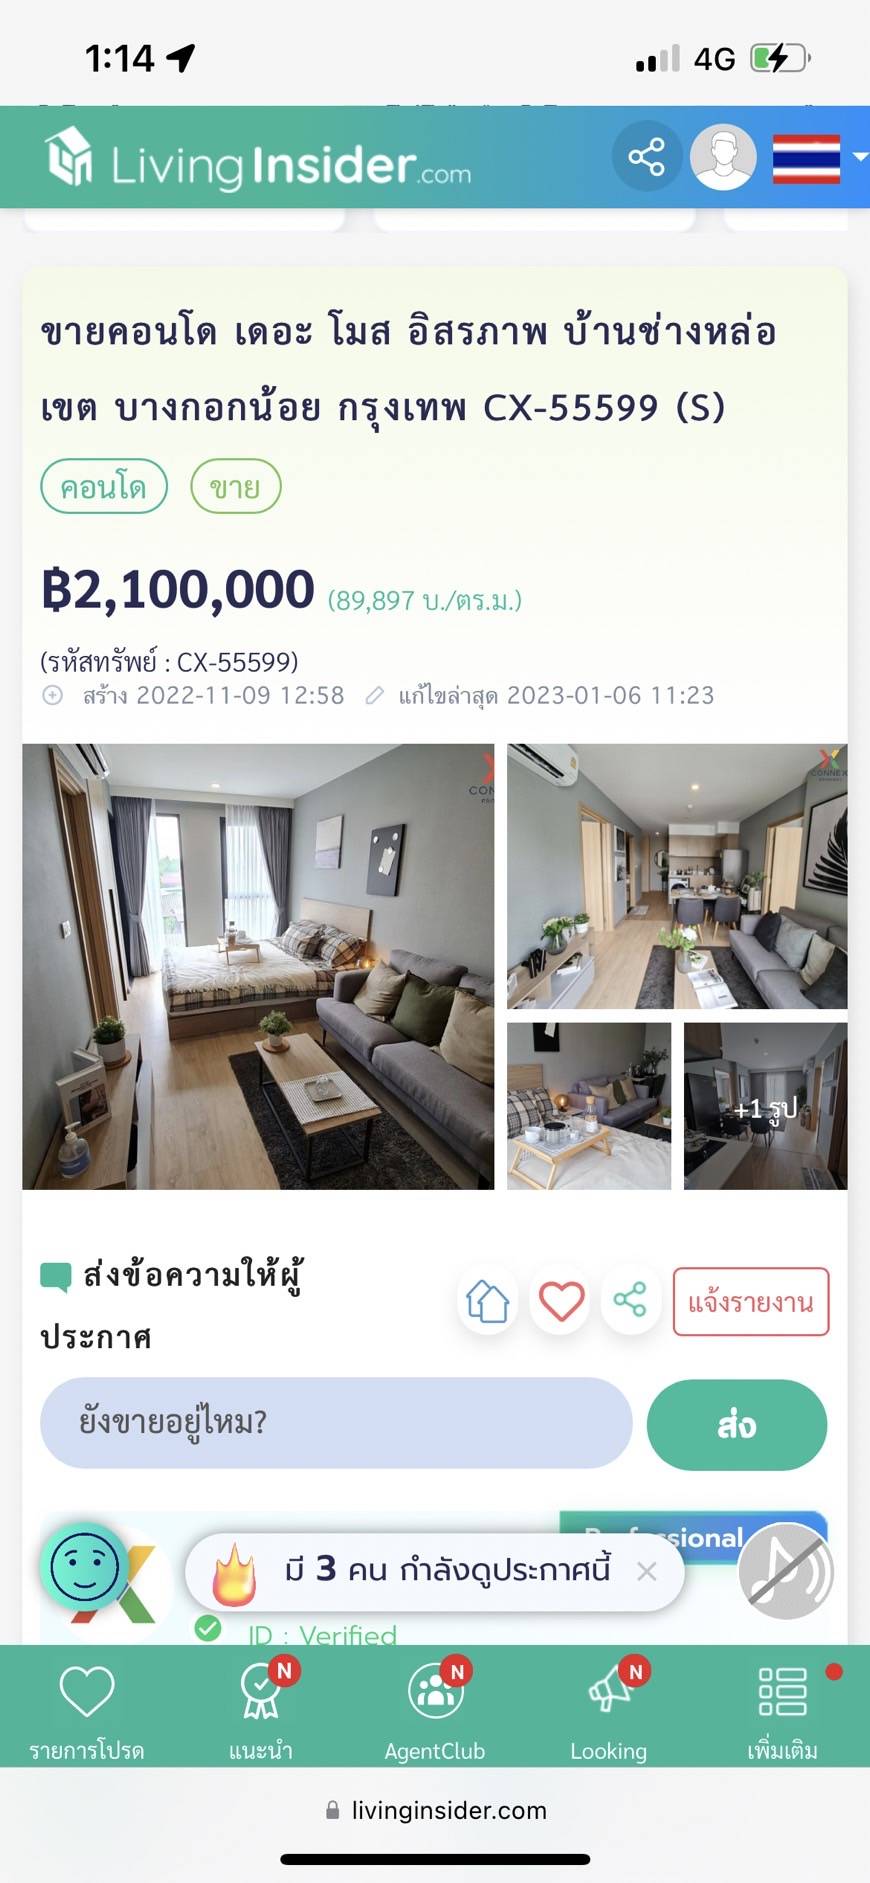 1:14
4G
LivingInsider.com
ขายคอนโด เดอะ โมส อิสรภาพ บ้านช่างหล่อ
เขต บางกอกน้อย กรุงเทพ CX-55599 (S)
คอนโด
ขาย
฿2,100,000 (89,897 บ./ตร.ม.)
(รหัสทรัพย์ : CX-55599)
สร้าง 2022-11-09 12:58 แก้ไขล่าสุด 2023-01-06 11:23
CONNEX
+1 รูป
ส่งข้อความให้ผู้
ประกาศ
แจ้งรายงาน
ยังขายอยู่ไหม?
ส่ง
Professional
มี 3 คน กำลังดูประกาศนี้
ID : Verified
N
N
N
รายการโปรด
แนะนำ
AgentClub
Looking
เพิ่มเติม
livinginsider.com